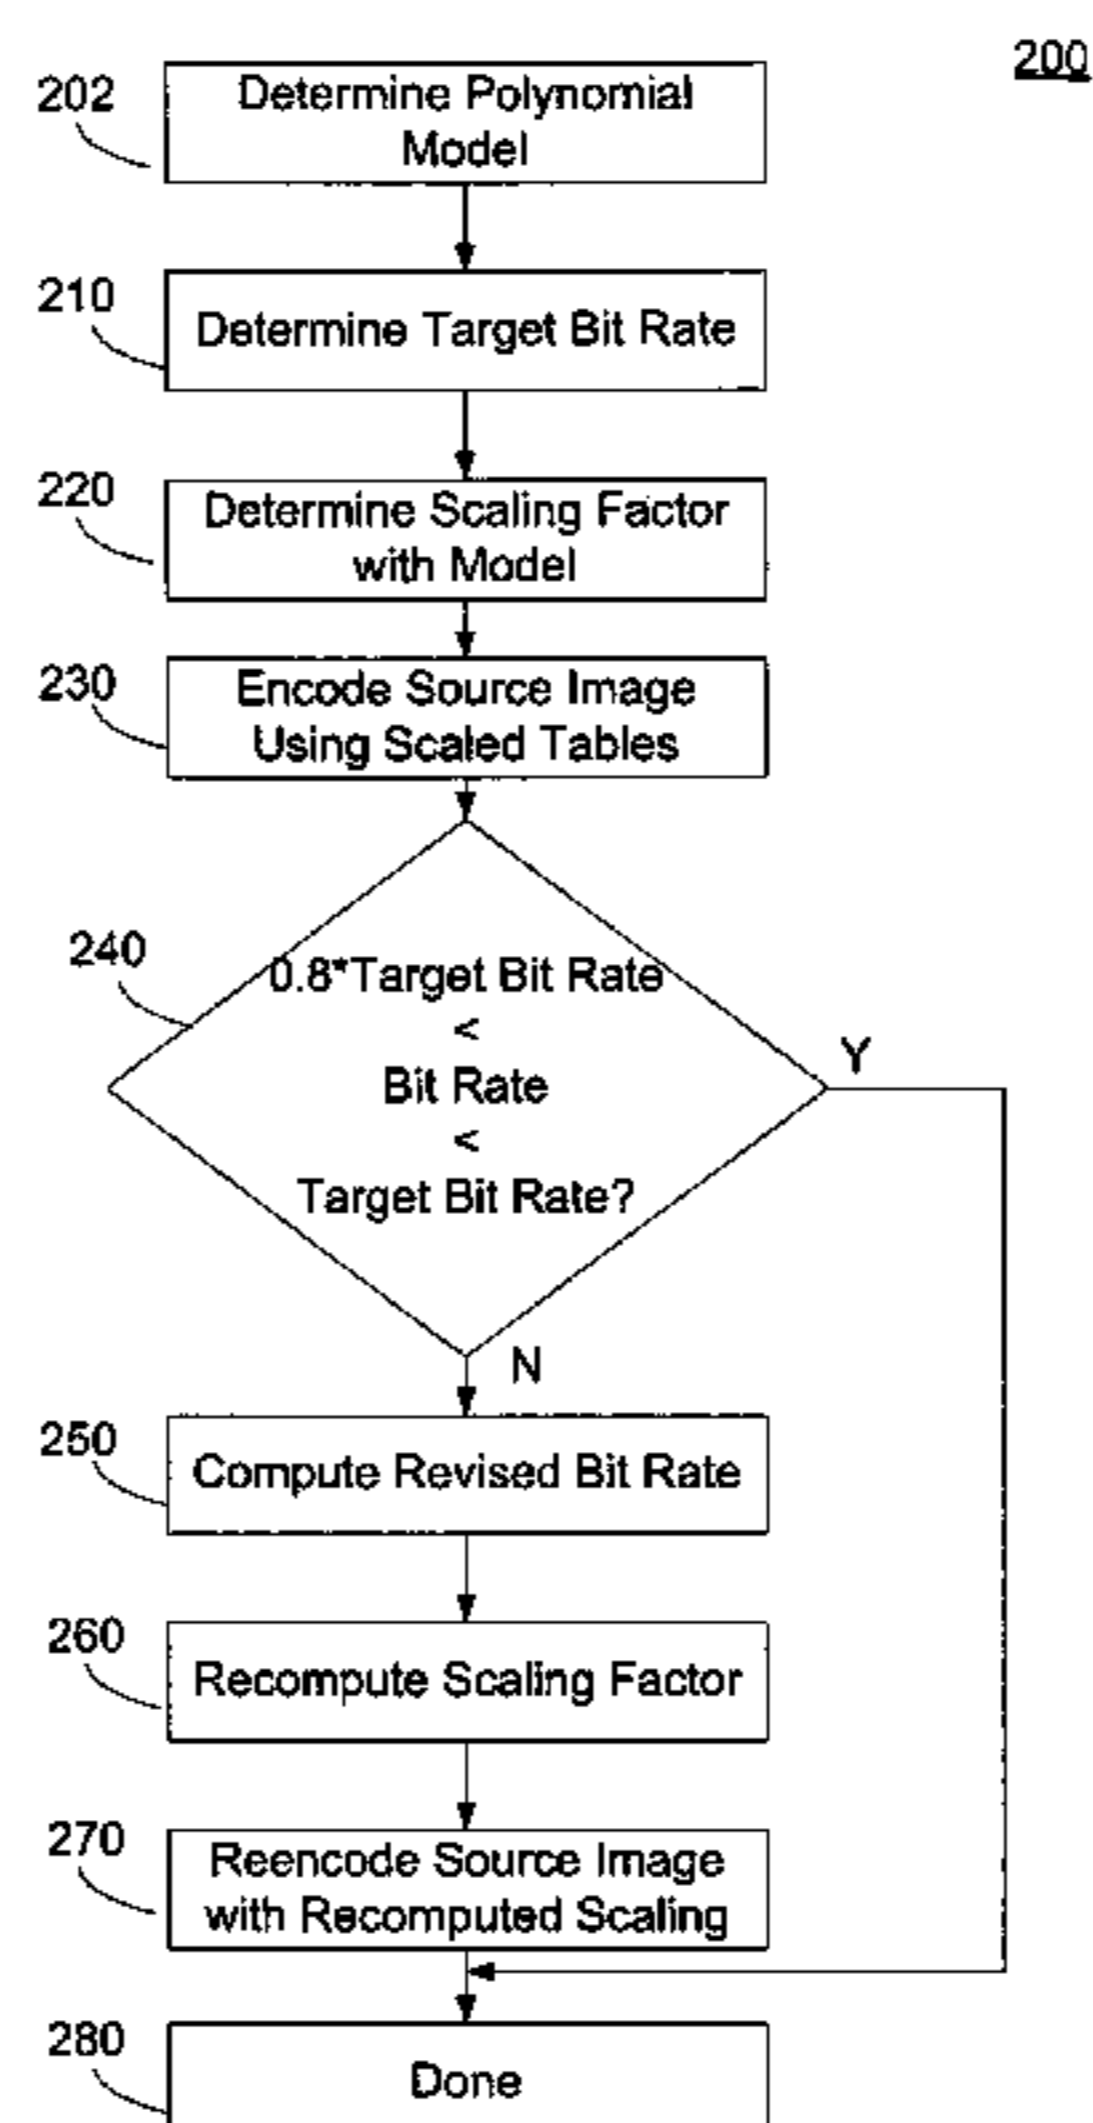 200
202
Determine Polynomial
Model
210
Determine Target Bit Rate
220
Determine Scaling Factor
with Model
230
Encode Source Image
Using Scaled Tables
240
0.8*Target Bit Rate
<
Bit Rate
<
Target Bit Rate?
Y
N
250
Compute Revised Bit Rate
260
Recompute Scaling Factor
270
Reencode Source Image
with Recomputed Scaling
280
Done